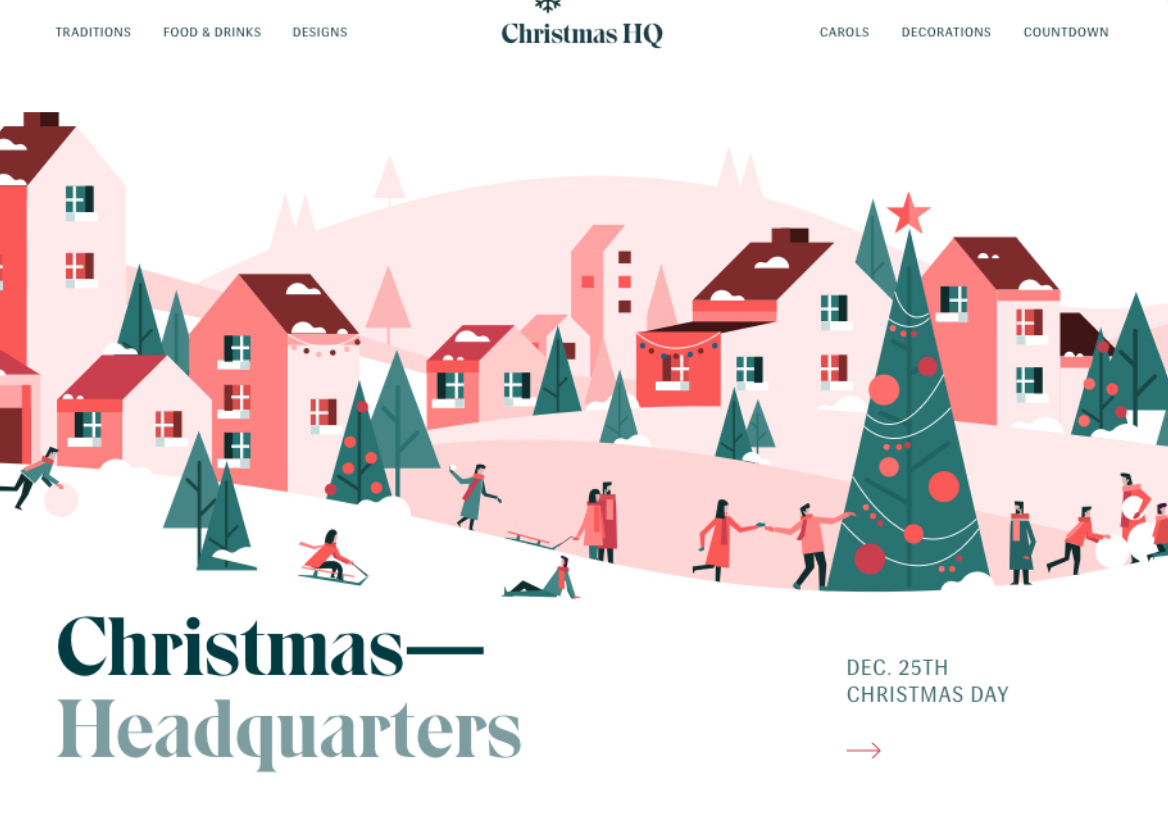 TRADITIONS FOOD & DRINKS DESIGNS Christmas HQ CAROLS DECORATIONS COUNTDOWN
Christmas—
Headquarters
DEC. 25TH
CHRISTMAS DAY